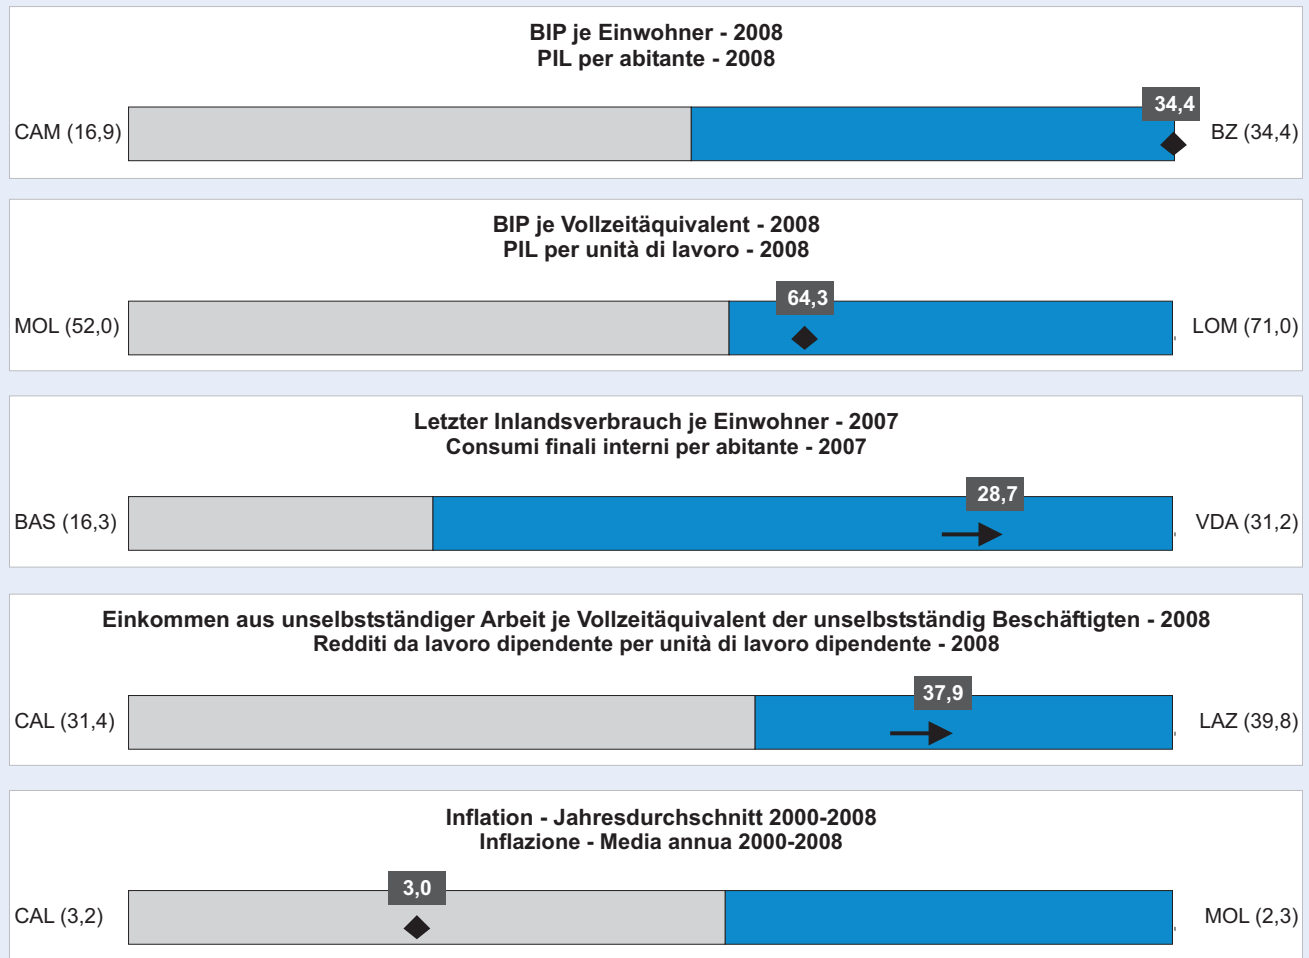 BIP je Einwohner - 2008
PIL per abitante - 2008
34,4
CAM (16,9)
BZ (34,4)
BIP je Vollzeitäquivalent - 2008
PIL per unità di lavoro - 2008
64,3
MOL (52,0)
LOM (71,0)
Letzter Inlandsverbrauch je Einwohner - 2007
Consumi finali interni per abitante - 2007
28,7
BAS (16,3)
VDA (31,2)
Einkommen aus unselbstständiger Arbeit je Vollzeitäquivalent der unselbstständig Beschäftigten - 2008
Redditi da lavoro dipendente per unità di lavoro dipendente - 2008
37,9
CAL (31,4)
LAZ (39,8)
Inflation - Jahresdurchschnitt 2000-2008
Inflazione - Media annua 2000-2008
3,0
CAL (3,2)
MOL (2,3)